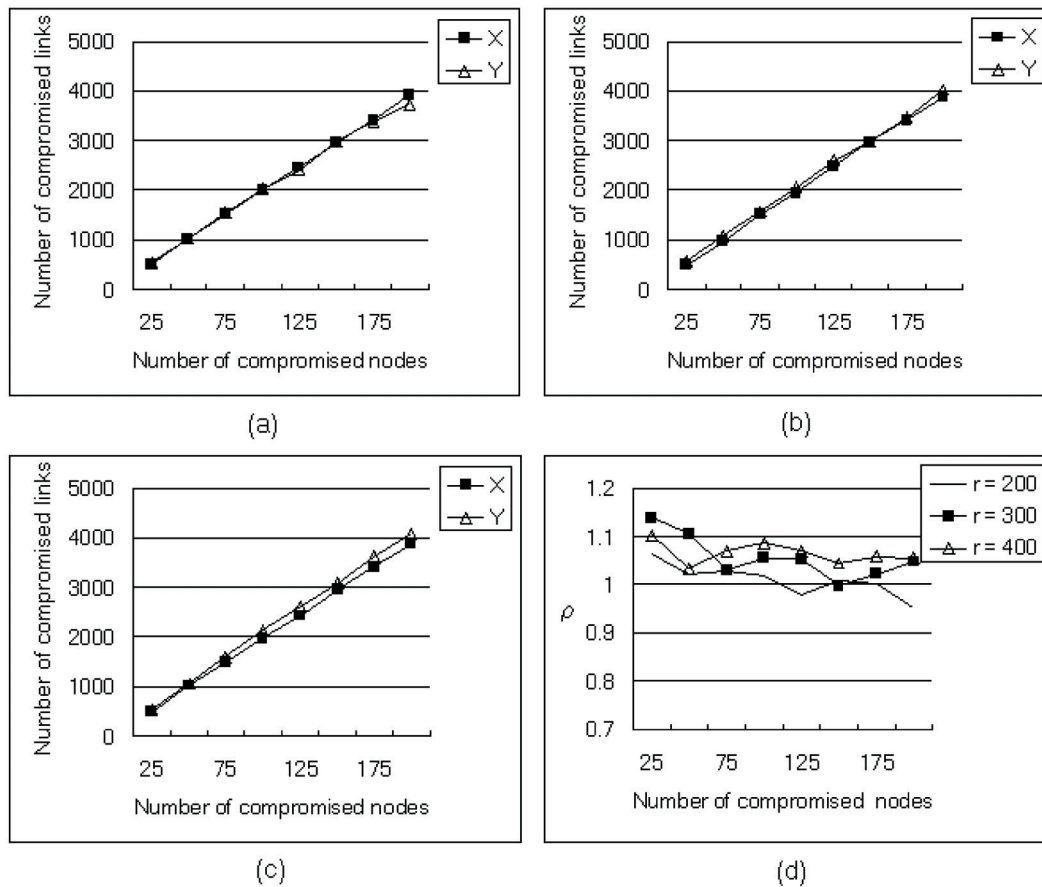 Number of compromised links
5000
4000
3000
2000
1000
0
25 75 125 175
Number of compromised nodes
X
Y
(a)
Number of compromised links
5000
4000
3000
2000
1000
0
25 75 125 175
Number of compromised nodes
X
Y
(b)
Number of compromised links
5000
4000
3000
2000
1000
0
25 75 125 175
Number of compromised nodes
X
Y
(c)
ρ
1.2
1.1
1
0.9
0.8
0.7
25 75 125 175
Number of compromised nodes
r = 200
r = 300
r = 400
(d)